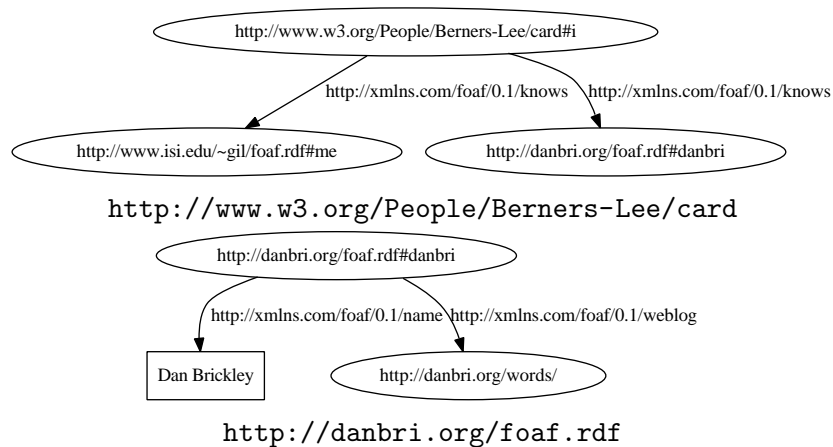 http://www.w3.org/People/Berners-Lee/card#i
http://xmlns.com/foaf/0.1/knows
http://xmlns.com/foaf/0.1/knows
http://www.isi.edu/~gil/foaf.rdf#me
http://danbri.org/foaf.rdf#danbri
http://www.w3.org/People/Berners-Lee/card
http://danbri.org/foaf.rdf#danbri
http://xmlns.com/foaf/0.1/name
http://xmlns.com/foaf/0.1/weblog
Dan Brickley
http://danbri.org/words/
http://danbri.org/foaf.rdf